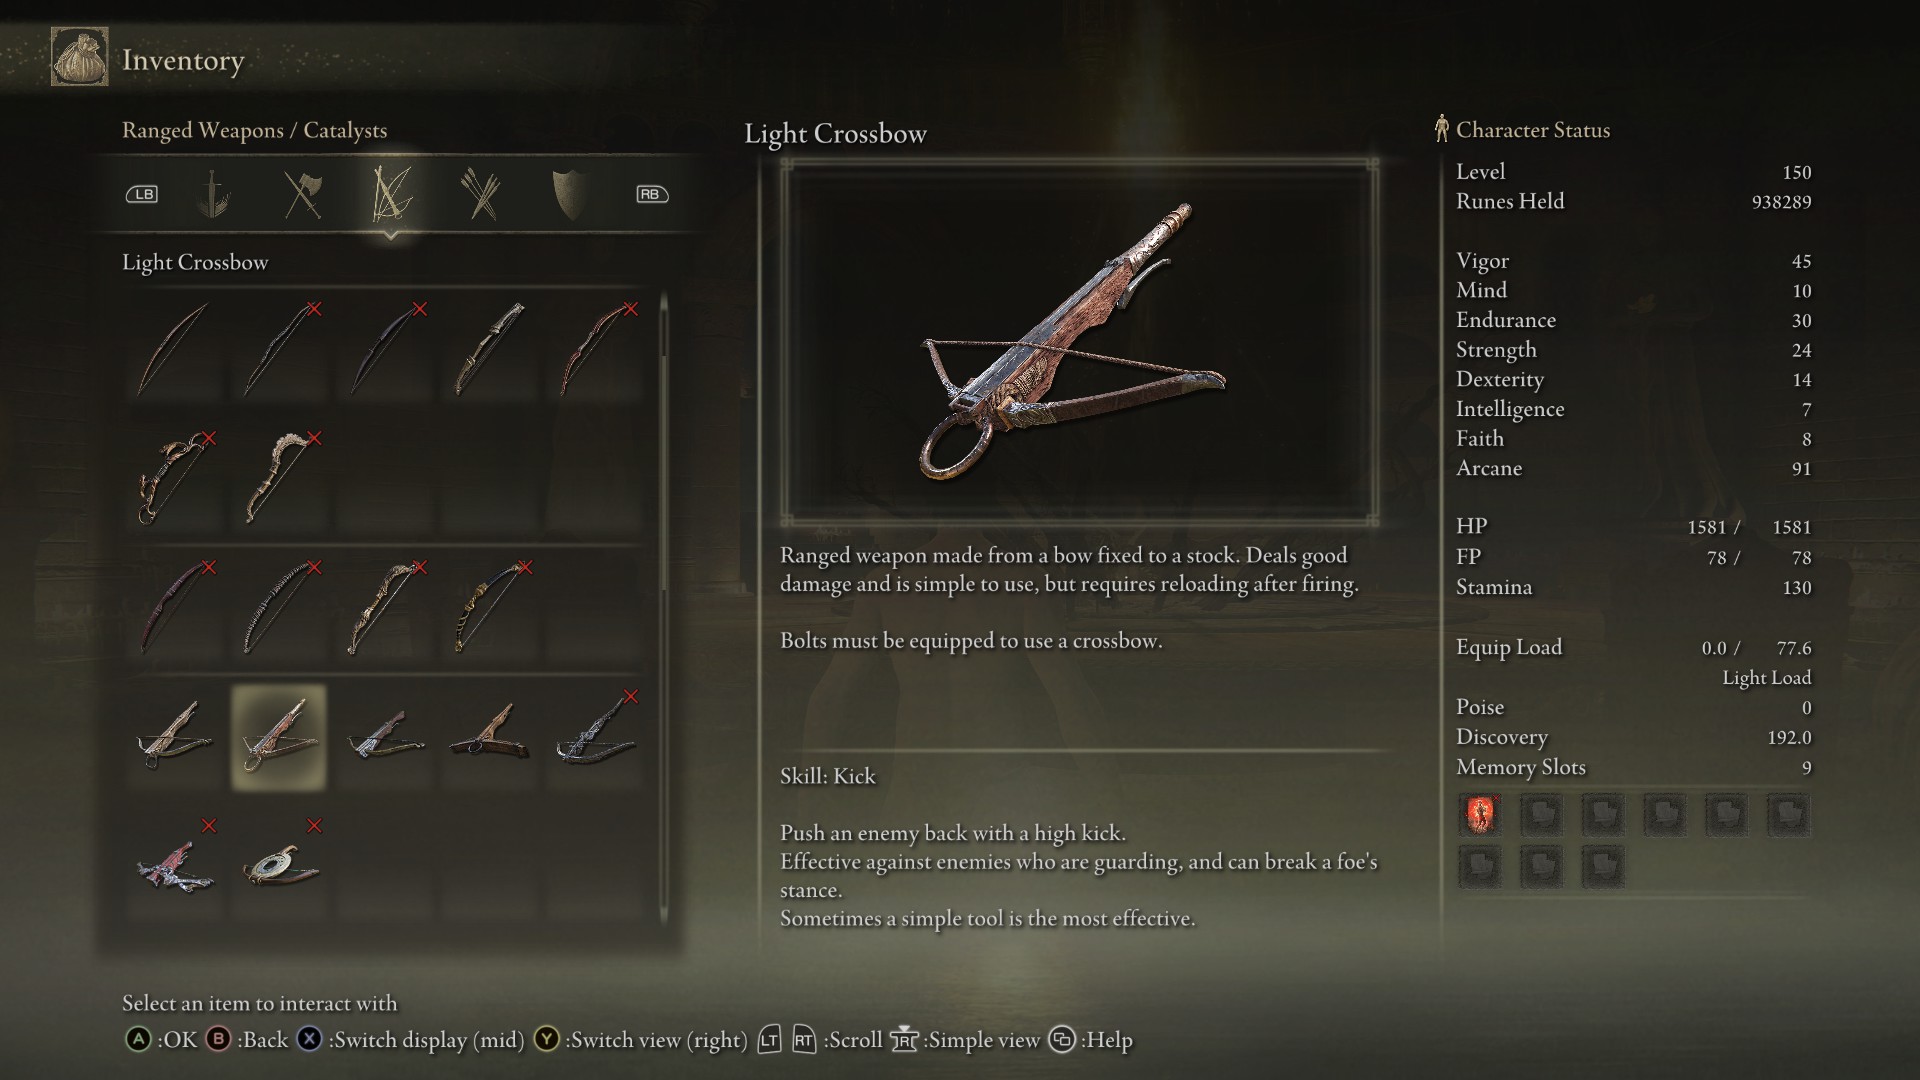 Inventory
Ranged Weapons / Catalysts
LB
RB
Light Crossbow
Light Crossbow
Ranged weapon made from a bow fixed to a stock. Deals good
damage and is simple to use, but requires reloading after firing.
Bolts must be equipped to use a crossbow.
Skill: Kick
Push an enemy back with a high kick.
Effective against enemies who are guarding, and can break a foe's
stance.
Sometimes a simple tool is the most effective.
Character Status
Level 150
Runes Held 938289
Vigor 45
Mind 10
Endurance 30
Strength 24
Dexterity 14
Intelligence 7
Faith 8
Arcane 91
HP 1581 / 1581
FP 78 / 78
Stamina 130
Equip Load 0.0 / 77.6
Light Load
Poise 0
Discovery 192.0
Memory Slots 9
Select an item to interact with
A :OK B :Back X :Switch display (mid) Y :Switch view (right) LT RT :Scroll R :Simple view :Help